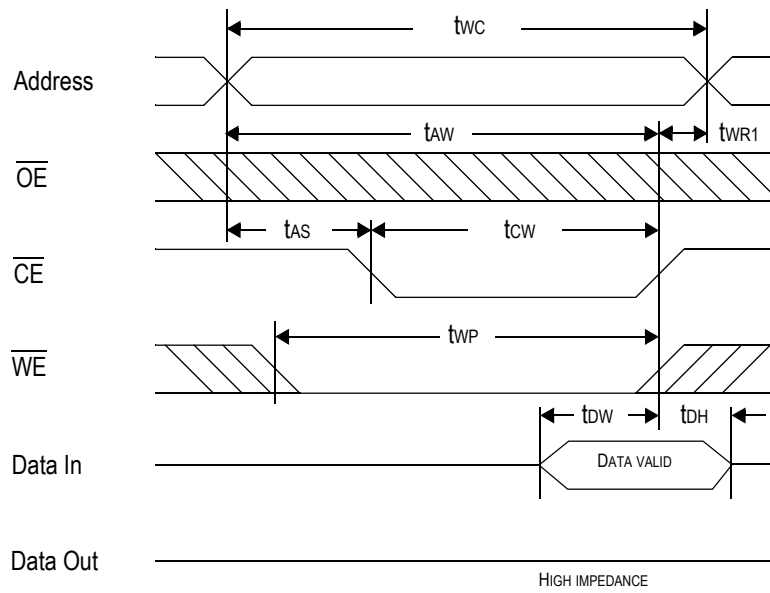 tWC
Address
tAW
tWR1
OE
tAS
tCW
CE
tWP
WE
tDW
tDH
Data In
DATA VALID
Data Out
HIGH IMPEDANCE